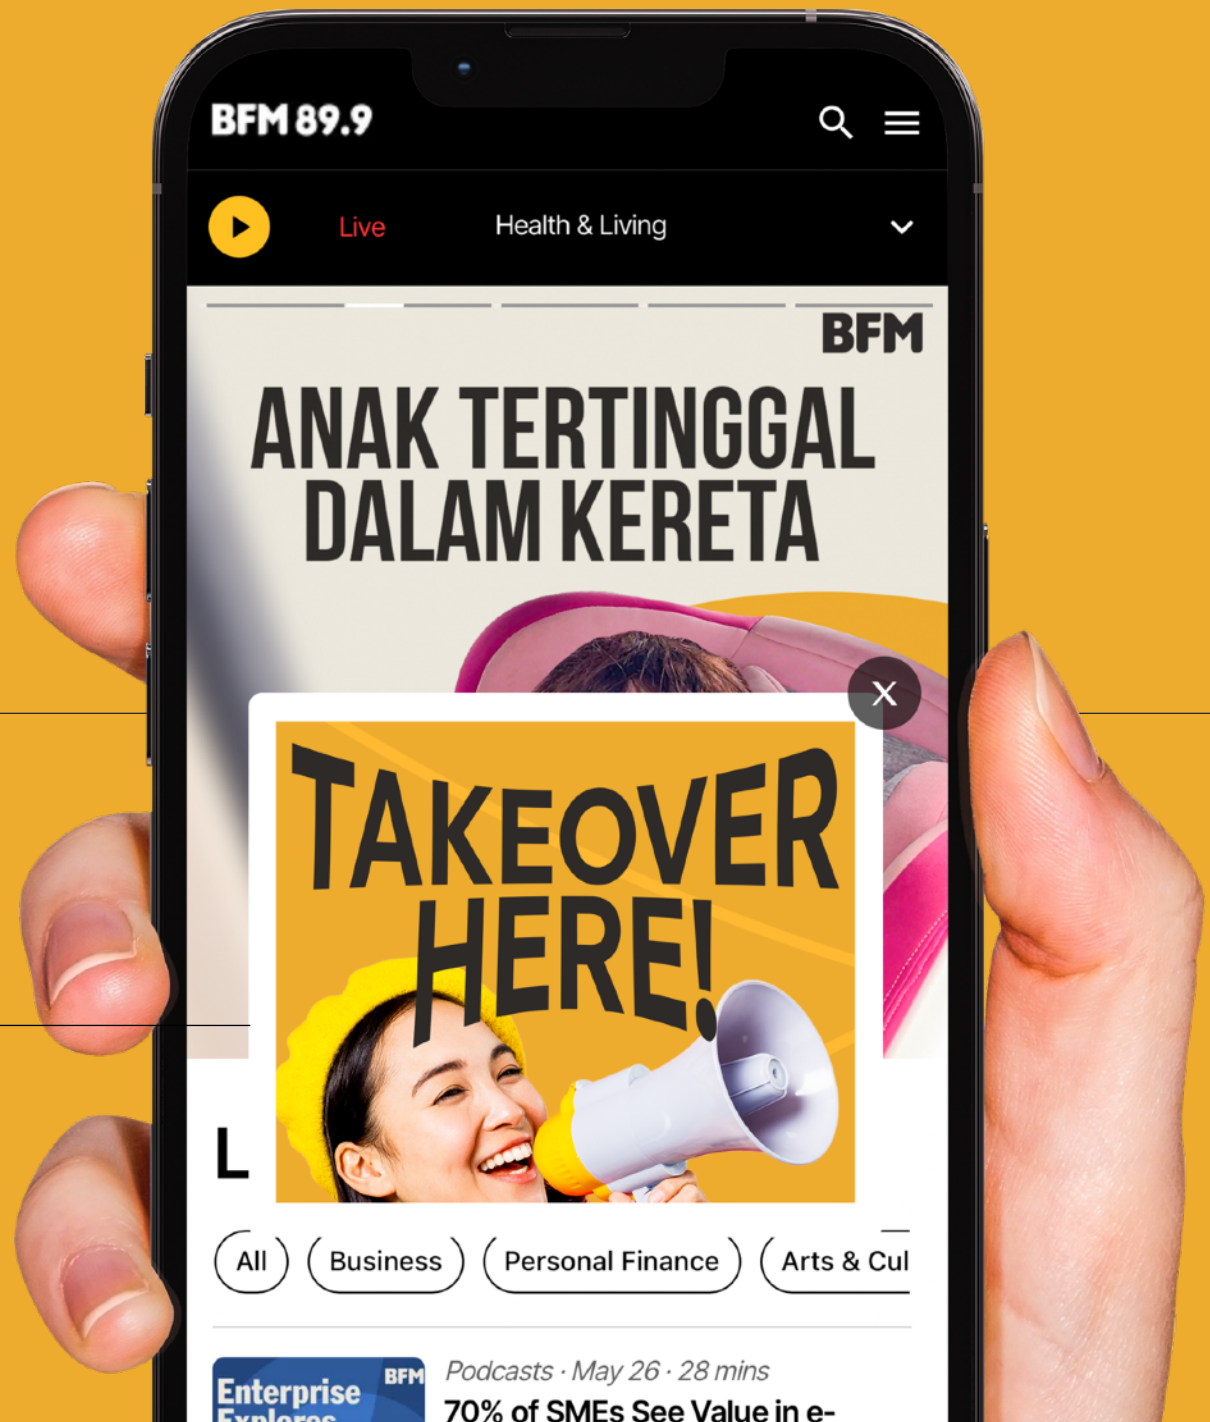 BFM 89.9
Live
Health & Living
BFM
ANAK TERTINGGAL
DALAM KERETA
X
TAKEOVER
HERE!
L
All
Business
Personal Finance
Arts & Cul
BFM
Enterprise
Explores
Podcasts · May 26 · 28 mins
70% of SMEs See Value in e-